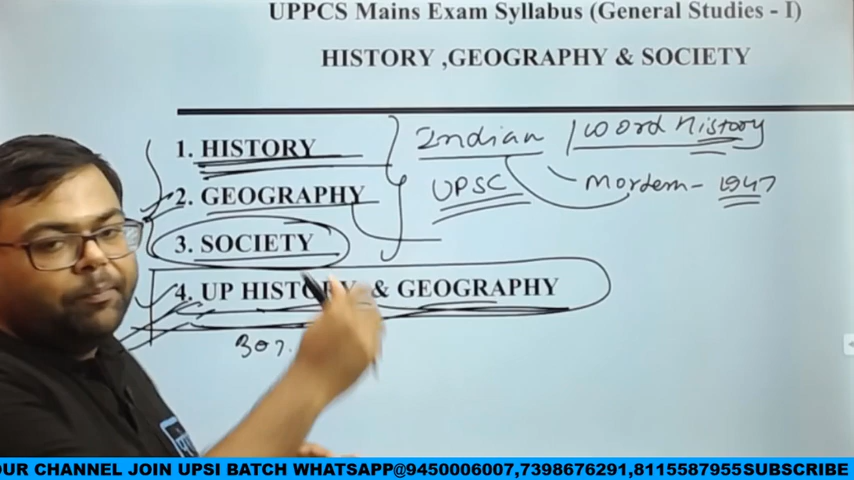 UPPCS Mains Exam Syllabus (General Studies - I)
HISTORY ,GEOGRAPHY & SOCIETY
1. HISTORY
Indian / World History
2. GEOGRAPHY
UPSC
Mordern - 1947
3. SOCIETY
4. UP HISTORY & GEOGRAPHY
30%
OUR CHANNEL JOIN UPSI BATCH WHATSAPP@9450006007,7398676291,8115587955SUBSCRIBE